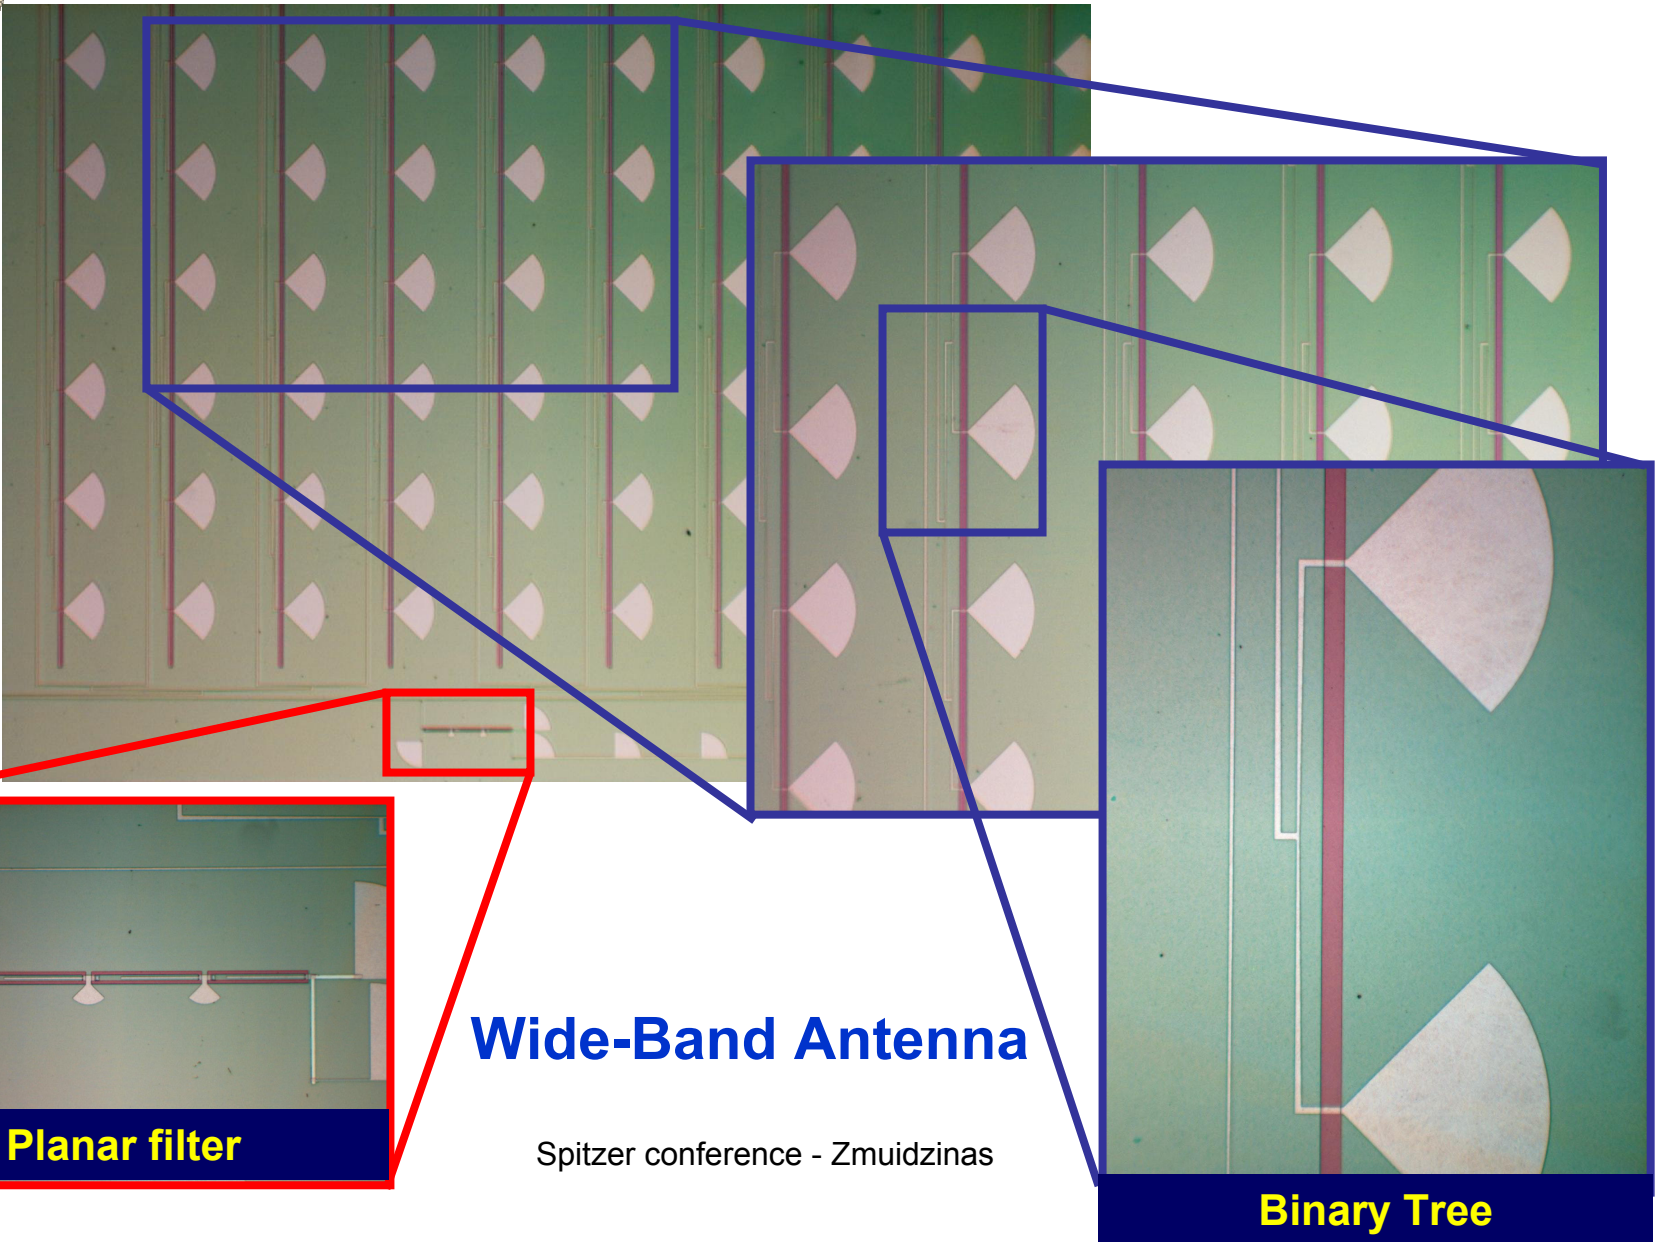 Wide-Band Antenna
Planar filter
Spitzer conference - Zmuidzinas
Binary Tree